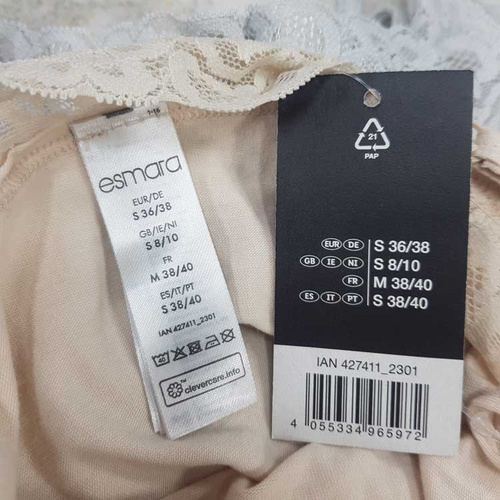 esmara
EUR/DE
S 36/38
GB/IE/NI
S 8/10
FR
M 38/40
ES/IT/PT
S 38/40
IAN 427411_2301
40
clevercare.info
21
PAP
EUR DE S 36/38
GB IE NI S 8/10
FR M 38/40
ES IT PT S 38/40
IAN 427411_2301
4 055334 965972